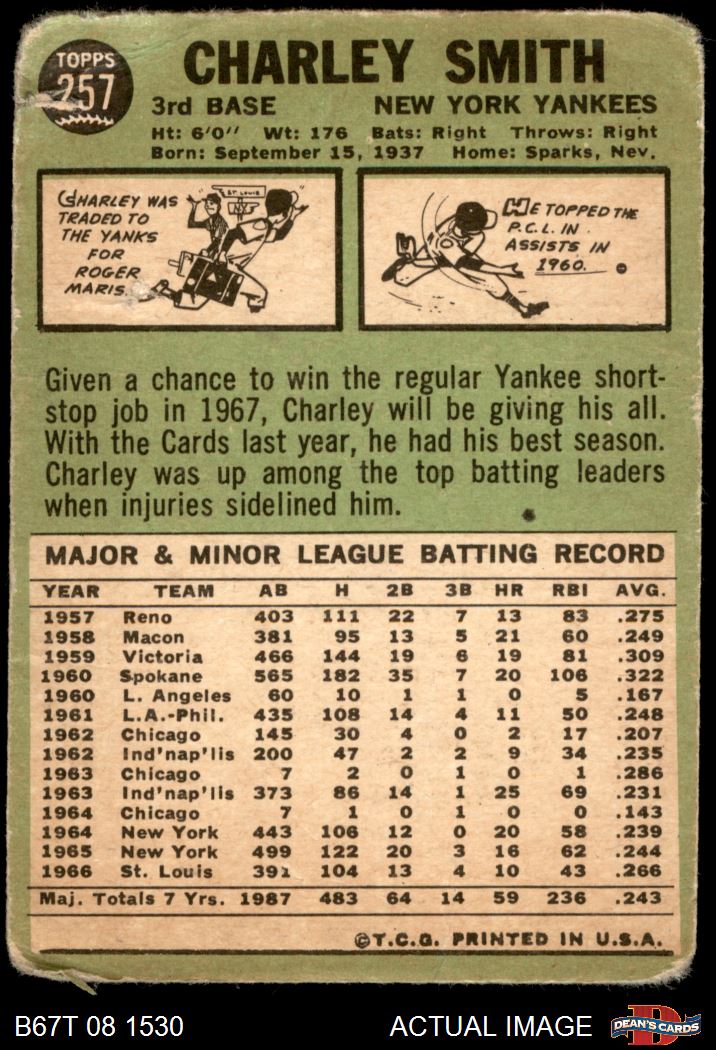 TOPPS
257
CHARLEY SMITH
3rd BASE NEW YORK YANKEES
Ht: 6'0" Wt: 176 Bats: Right Throws: Right
Born: September 15, 1937 Home: Sparks, Nev.
CHARLEY WAS
TRADED TO
THE YANKS
FOR
ROGER
MARIS.
ST. LOUIS
N.Y.
HE TOPPED THE
P.C.L. IN
ASSISTS IN
1960.
Given a chance to win the regular Yankee short-
stop job in 1967, Charley will be giving his all.
With the Cards last year, he had his best season.
Charley was up among the top batting leaders
when injuries sidelined him.
MAJOR & MINOR LEAGUE BATTING RECORD
YEAR TEAM AB H 2B 3B HR RBI AVG.
1957 Reno 403 111 22 7 13 83 .275
1958 Macon 381 95 13 5 21 60 .249
1959 Victoria 466 144 19 6 19 81 .309
1960 Spokane 565 182 35 7 20 106 .322
1960 L. Angeles 60 10 1 1 0 5 .167
1961 L.A.-Phil. 435 108 14 4 11 50 .248
1962 Chicago 145 30 4 0 2 17 .207
1962 Ind'nap'lis 200 47 2 2 9 34 .235
1963 Chicago 7 2 0 1 0 1 .286
1963 Ind'nap'lis 373 86 14 1 25 69 .231
1964 Chicago 7 1 0 1 0 0 .143
1964 New York 443 106 12 0 20 58 .239
1965 New York 499 122 20 3 16 62 .244
1966 St. Louis 391 104 13 4 10 43 .266
Maj. Totals 7 Yrs. 1987 483 64 14 59 236 .243
©T.C.G. PRINTED IN U.S.A.
B67T 08 1530 ACTUAL IMAGE D DEAN'S CARDS